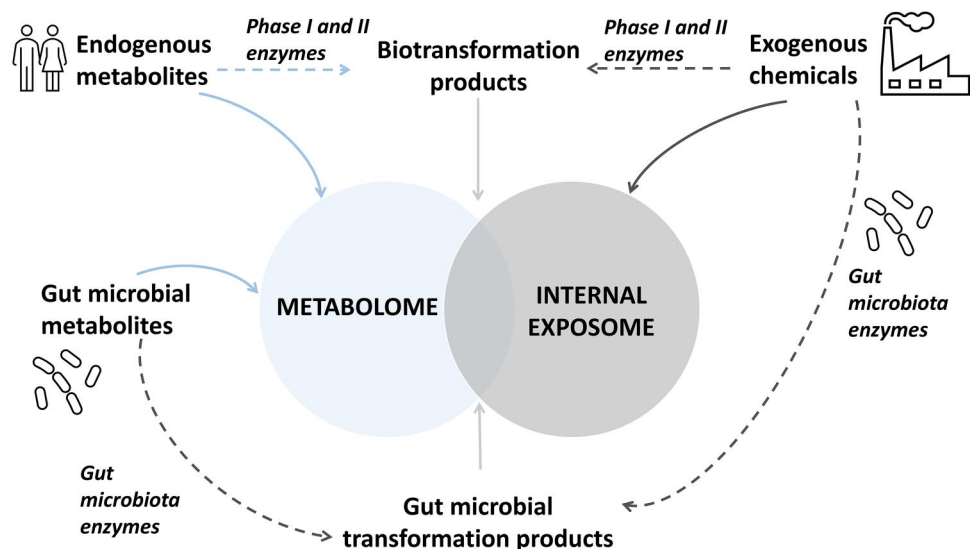 Endogenous
metabolites
Phase I and II
enzymes
Biotransformation
products
Phase I and II
enzymes
Exogenous
chemicals
Gut microbial
metabolites
METABOLOME
INTERNAL
EXPOSOME
Gut
microbiota
enzymes
Gut
microbiota
enzymes
Gut microbial
transformation products